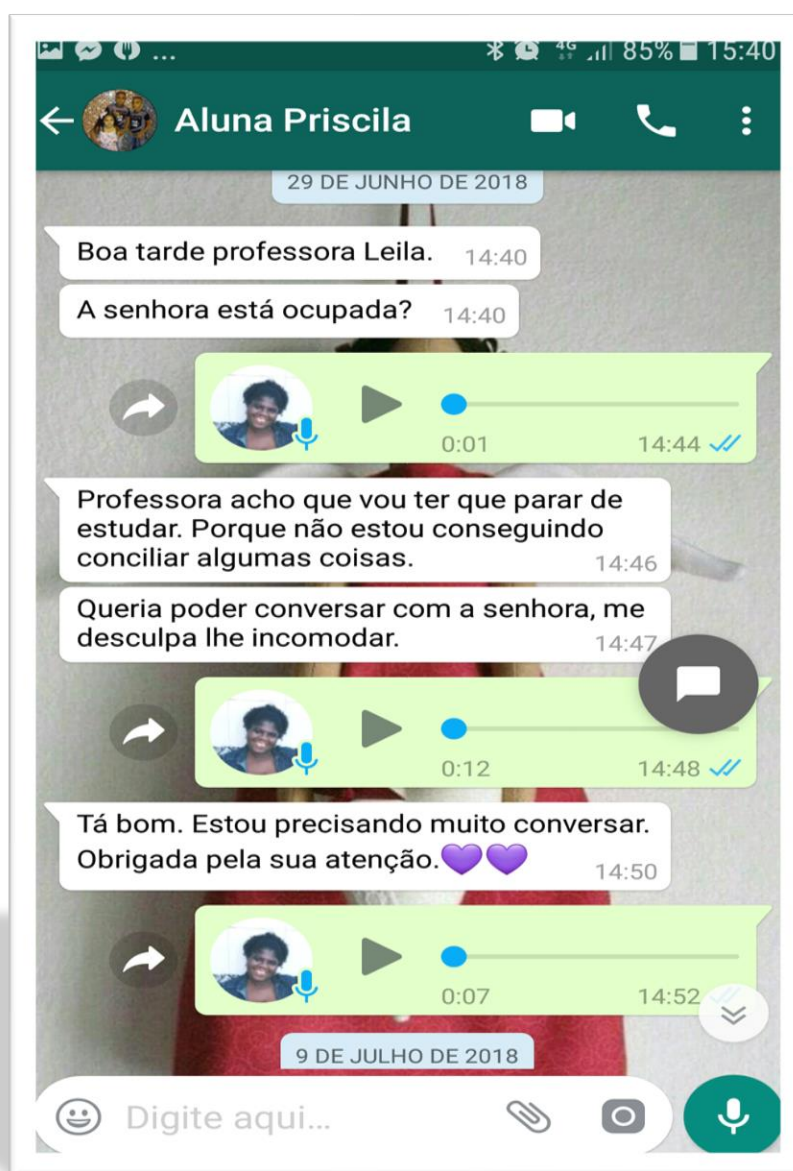 ... 4G 85% 15:40
Aluna Priscila
29 DE JUNHO DE 2018
Boa tarde professora Leila. 14:40
A senhora está ocupada? 14:40
0:01 14:44
Professora acho que vou ter que parar de
estudar. Porque não estou conseguindo
conciliar algumas coisas. 14:46
Queria poder conversar com a senhora, me
desculpa lhe incomodar. 14:47
0:12 14:48
Tá bom. Estou precisando muito conversar.
Obrigada pela sua atenção.💜💜 14:50
0:07 14:52
9 DE JULHO DE 2018
Digite aqui...